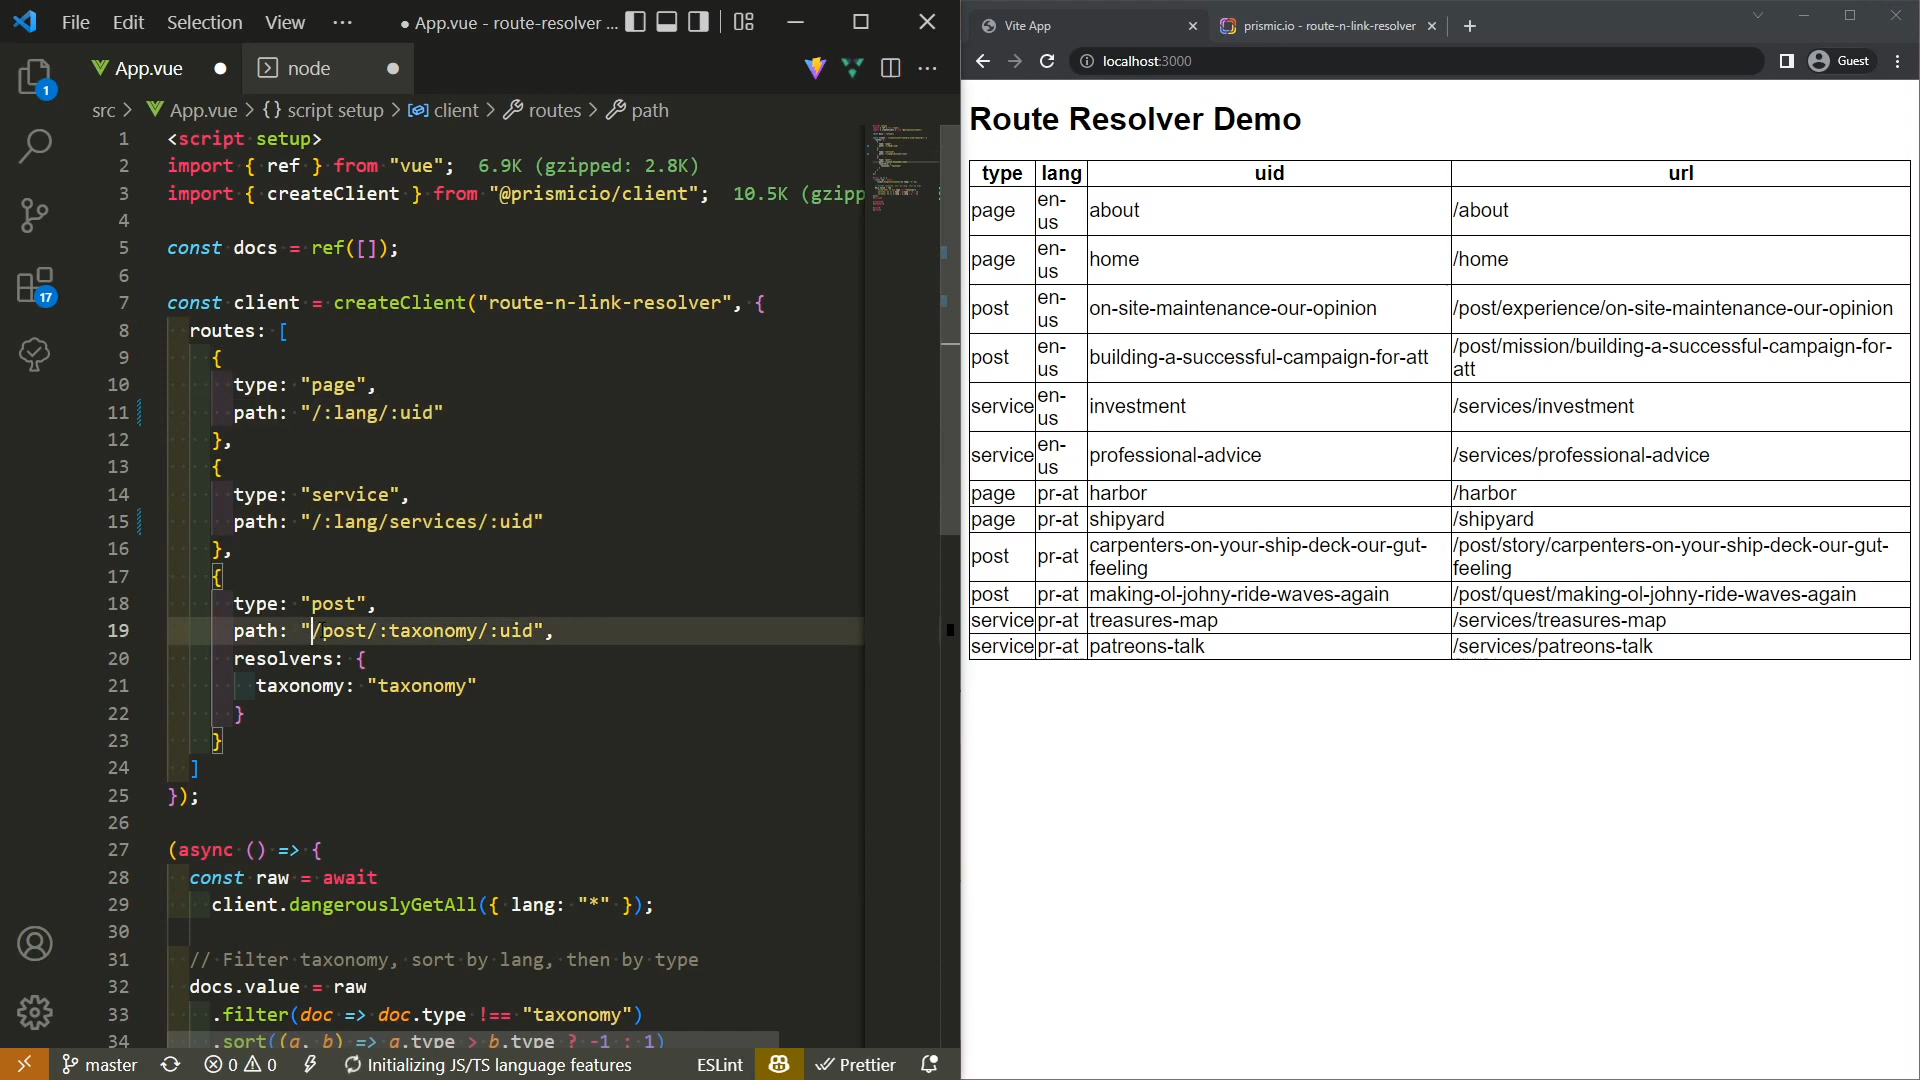 File Edit Selection View ··· ● App.vue - route-resolver ...
App.vue ● node ●
src > App.vue > {} script setup > client > routes > path
1 <script setup>
2 import { ref } from "vue"; 6.9K (gzipped: 2.8K)
3 import { createClient } from "@prismicio/client"; 10.5K (gzipp
4
5 const docs = ref([]);
6
7 const client = createClient("route-n-link-resolver", {
8 routes: [
9 {
10 type: "page",
11 path: "/:lang/:uid"
12 },
13 {
14 type: "service",
15 path: "/:lang/services/:uid"
16 },
17 {
18 type: "post",
19 path: "/post/:taxonomy/:uid",
20 resolvers: {
21 taxonomy: "taxonomy"
22 }
23 }
24 ]
25 });
26
27 (async () => {
28 const raw = await
29 client.dangerouslyGetAll({ lang: "*" });
30
31 // Filter taxonomy, sort by lang, then by type
32 docs.value = raw
33 .filter(doc => doc.type !== "taxonomy")
34 .sort((a, b) => a.type > b.type ? -1 : 1)
1
17
master 0 0 Initializing JS/TS language features ESLint Prettier
Vite App prismic.io - route-n-link-resolver
localhost:3000 Guest
Route Resolver Demo
type lang uid url
page en-us about /about
page en-us home /home
post en-us on-site-maintenance-our-opinion /post/experience/on-site-maintenance-our-opinion
post en-us building-a-successful-campaign-for-att /post/mission/building-a-successful-campaign-for-att
service en-us investment /services/investment
service en-us professional-advice /services/professional-advice
page pr-at harbor /harbor
page pr-at shipyard /shipyard
post pr-at carpenters-on-your-ship-deck-our-gut-feeling /post/story/carpenters-on-your-ship-deck-our-gut-feeling
post pr-at making-ol-johny-ride-waves-again /post/quest/making-ol-johny-ride-waves-again
service pr-at treasures-map /services/treasures-map
service pr-at patreons-talk /services/patreons-talk